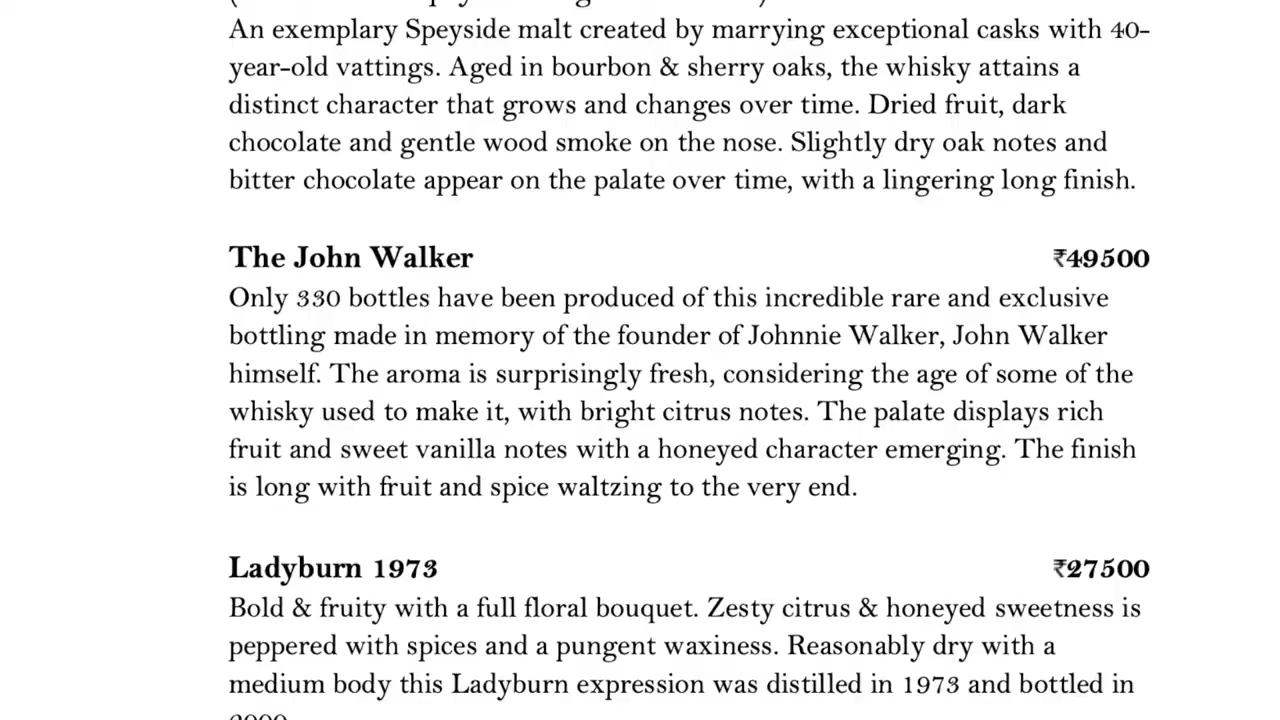 An exemplary Speyside malt created by marrying exceptional casks with 40-
year-old vattings. Aged in bourbon & sherry oaks, the whisky attains a
distinct character that grows and changes over time. Dried fruit, dark
chocolate and gentle wood smoke on the nose. Slightly dry oak notes and
bitter chocolate appear on the palate over time, with a lingering long finish.
The John Walker ₹49500
Only 330 bottles have been produced of this incredible rare and exclusive
bottling made in memory of the founder of Johnnie Walker, John Walker
himself. The aroma is surprisingly fresh, considering the age of some of the
whisky used to make it, with bright citrus notes. The palate displays rich
fruit and sweet vanilla notes with a honeyed character emerging. The finish
is long with fruit and spice waltzing to the very end.
Ladyburn 1973 ₹27500
Bold & fruity with a full floral bouquet. Zesty citrus & honeyed sweetness is
peppered with spices and a pungent waxiness. Reasonably dry with a
medium body this Ladyburn expression was distilled in 1973 and bottled in